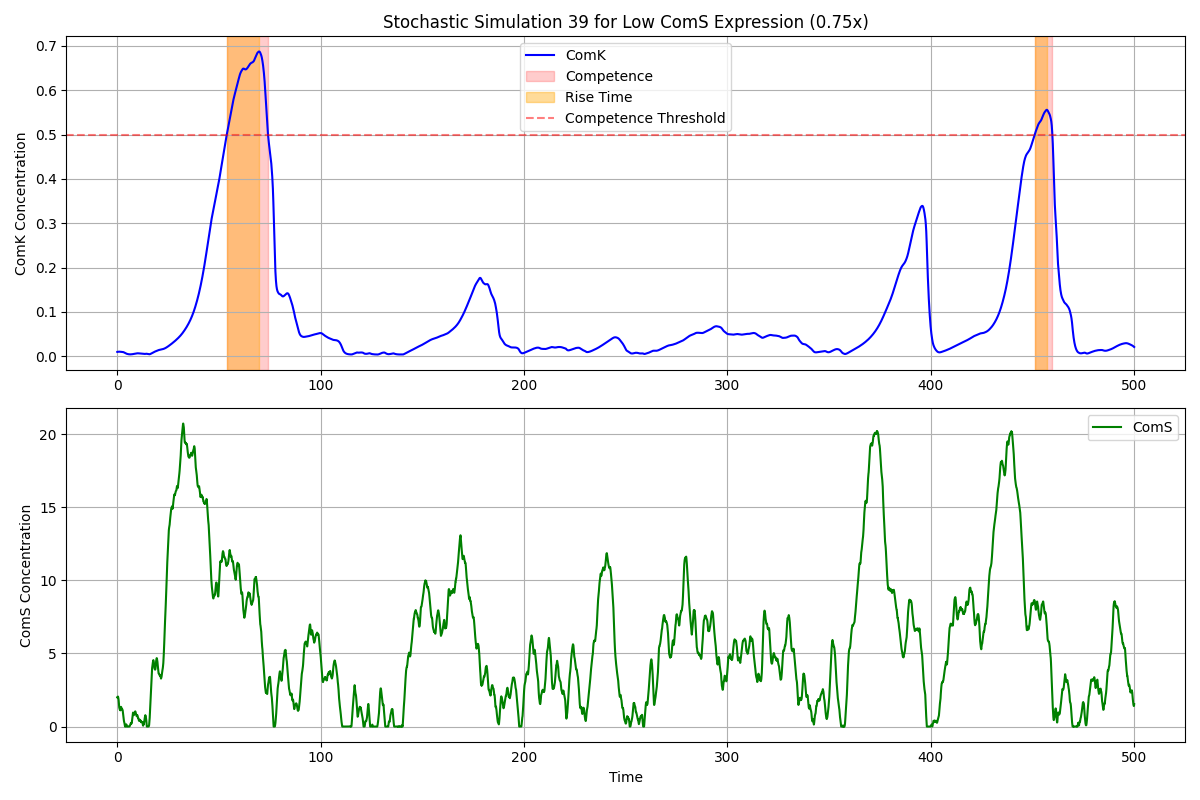 Stochastic Simulation 39 for Low ComS Expression (0.75x)
ComK Concentration
0.7
0.6
0.5
0.4
0.3
0.2
0.1
0.0
ComK
Competence
Rise Time
Competence Threshold
0 100 200 300 400 500
ComS Concentration
20
15
10
5
0
ComS
0 100 200 300 400 500
Time